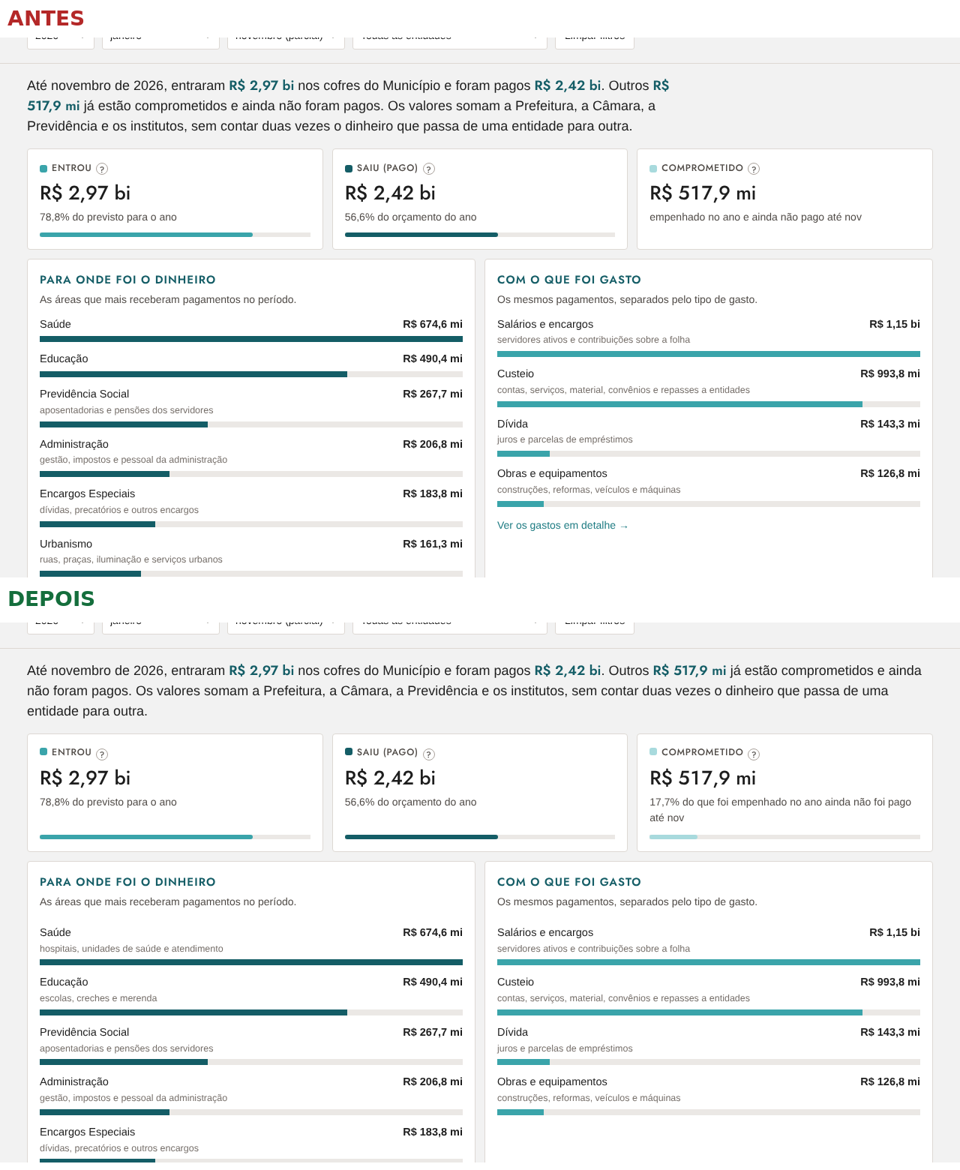 ANTES
2026 janeiro novembro (parcial) Todas as entidades Limpar filtros
Até novembro de 2026, entraram R$ 2,97 bi nos cofres do Município e foram pagos R$ 2,42 bi. Outros R$
517,9 mi já estão comprometidos e ainda não foram pagos. Os valores somam a Prefeitura, a Câmara, a
Previdência e os institutos, sem contar duas vezes o dinheiro que passa de uma entidade para outra.
ENTROU ?
R$ 2,97 bi
78,8% do previsto para o ano
SAIU (PAGO) ?
R$ 2,42 bi
56,6% do orçamento do ano
COMPROMETIDO ?
R$ 517,9 mi
empenhado no ano e ainda não pago até nov
PARA ONDE FOI O DINHEIRO
As áreas que mais receberam pagamentos no período.
Saúde R$ 674,6 mi
Educação R$ 490,4 mi
Previdência Social R$ 267,7 mi
aposentadorias e pensões dos servidores
Administração R$ 206,8 mi
gestão, impostos e pessoal da administração
Encargos Especiais R$ 183,8 mi
dívidas, precatórios e outros encargos
Urbanismo R$ 161,3 mi
ruas, praças, iluminação e serviços urbanos
COM O QUE FOI GASTO
Os mesmos pagamentos, separados pelo tipo de gasto.
Salários e encargos R$ 1,15 bi
servidores ativos e contribuições sobre a folha
Custeio R$ 993,8 mi
contas, serviços, material, convênios e repasses a entidades
Dívida R$ 143,3 mi
juros e parcelas de empréstimos
Obras e equipamentos R$ 126,8 mi
construções, reformas, veículos e máquinas
Ver os gastos em detalhe →
DEPOIS
2026 janeiro novembro (parcial) Todas as entidades Limpar filtros
Até novembro de 2026, entraram R$ 2,97 bi nos cofres do Município e foram pagos R$ 2,42 bi. Outros R$ 517,9 mi já estão comprometidos e ainda
não foram pagos. Os valores somam a Prefeitura, a Câmara, a Previdência e os institutos, sem contar duas vezes o dinheiro que passa de uma
entidade para outra.
ENTROU ?
R$ 2,97 bi
78,8% do previsto para o ano
SAIU (PAGO) ?
R$ 2,42 bi
56,6% do orçamento do ano
COMPROMETIDO ?
R$ 517,9 mi
17,7% do que foi empenhado no ano ainda não foi pago
até nov
PARA ONDE FOI O DINHEIRO
As áreas que mais receberam pagamentos no período.
Saúde R$ 674,6 mi
hospitais, unidades de saúde e atendimento
Educação R$ 490,4 mi
escolas, creches e merenda
Previdência Social R$ 267,7 mi
aposentadorias e pensões dos servidores
Administração R$ 206,8 mi
gestão, impostos e pessoal da administração
Encargos Especiais R$ 183,8 mi
dívidas, precatórios e outros encargos
COM O QUE FOI GASTO
Os mesmos pagamentos, separados pelo tipo de gasto.
Salários e encargos R$ 1,15 bi
servidores ativos e contribuições sobre a folha
Custeio R$ 993,8 mi
contas, serviços, material, convênios e repasses a entidades
Dívida R$ 143,3 mi
juros e parcelas de empréstimos
Obras e equipamentos R$ 126,8 mi
construções, reformas, veículos e máquinas